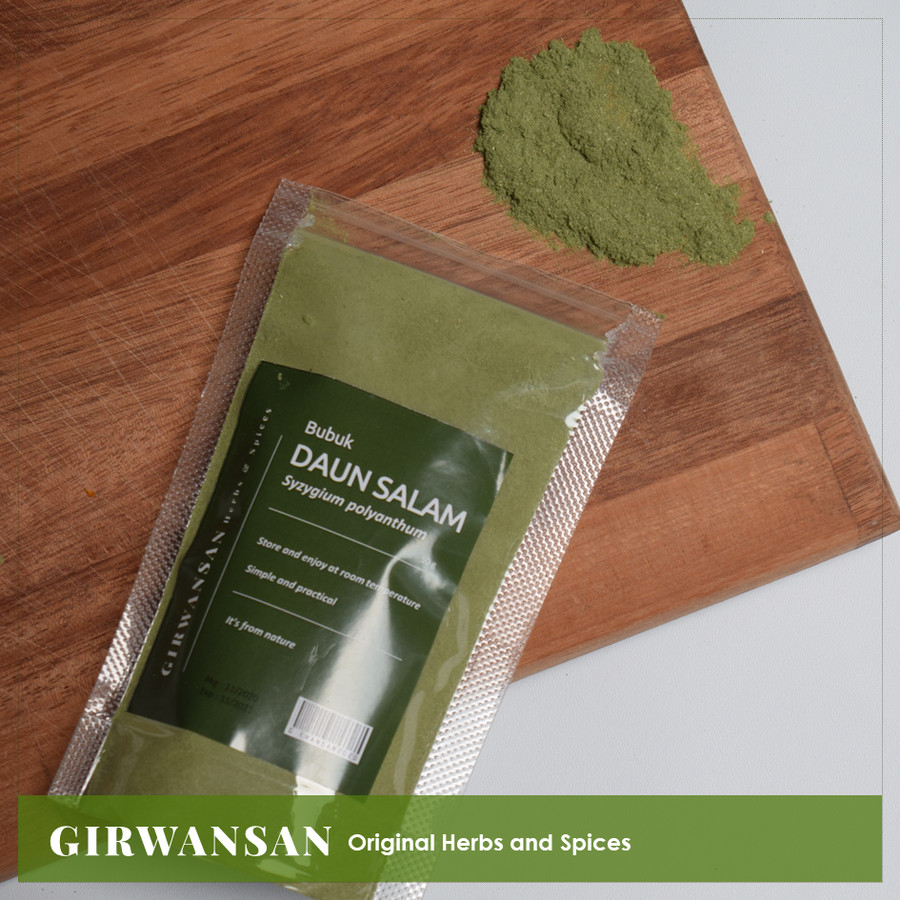 Bubuk
DAUN SALAM
Syzygium polyanthum
Store and enjoy at room temperature
Simple and practical
It's from nature
GIRWANSAN Herbs & Spices
GIRWANSAN Original Herbs and Spices